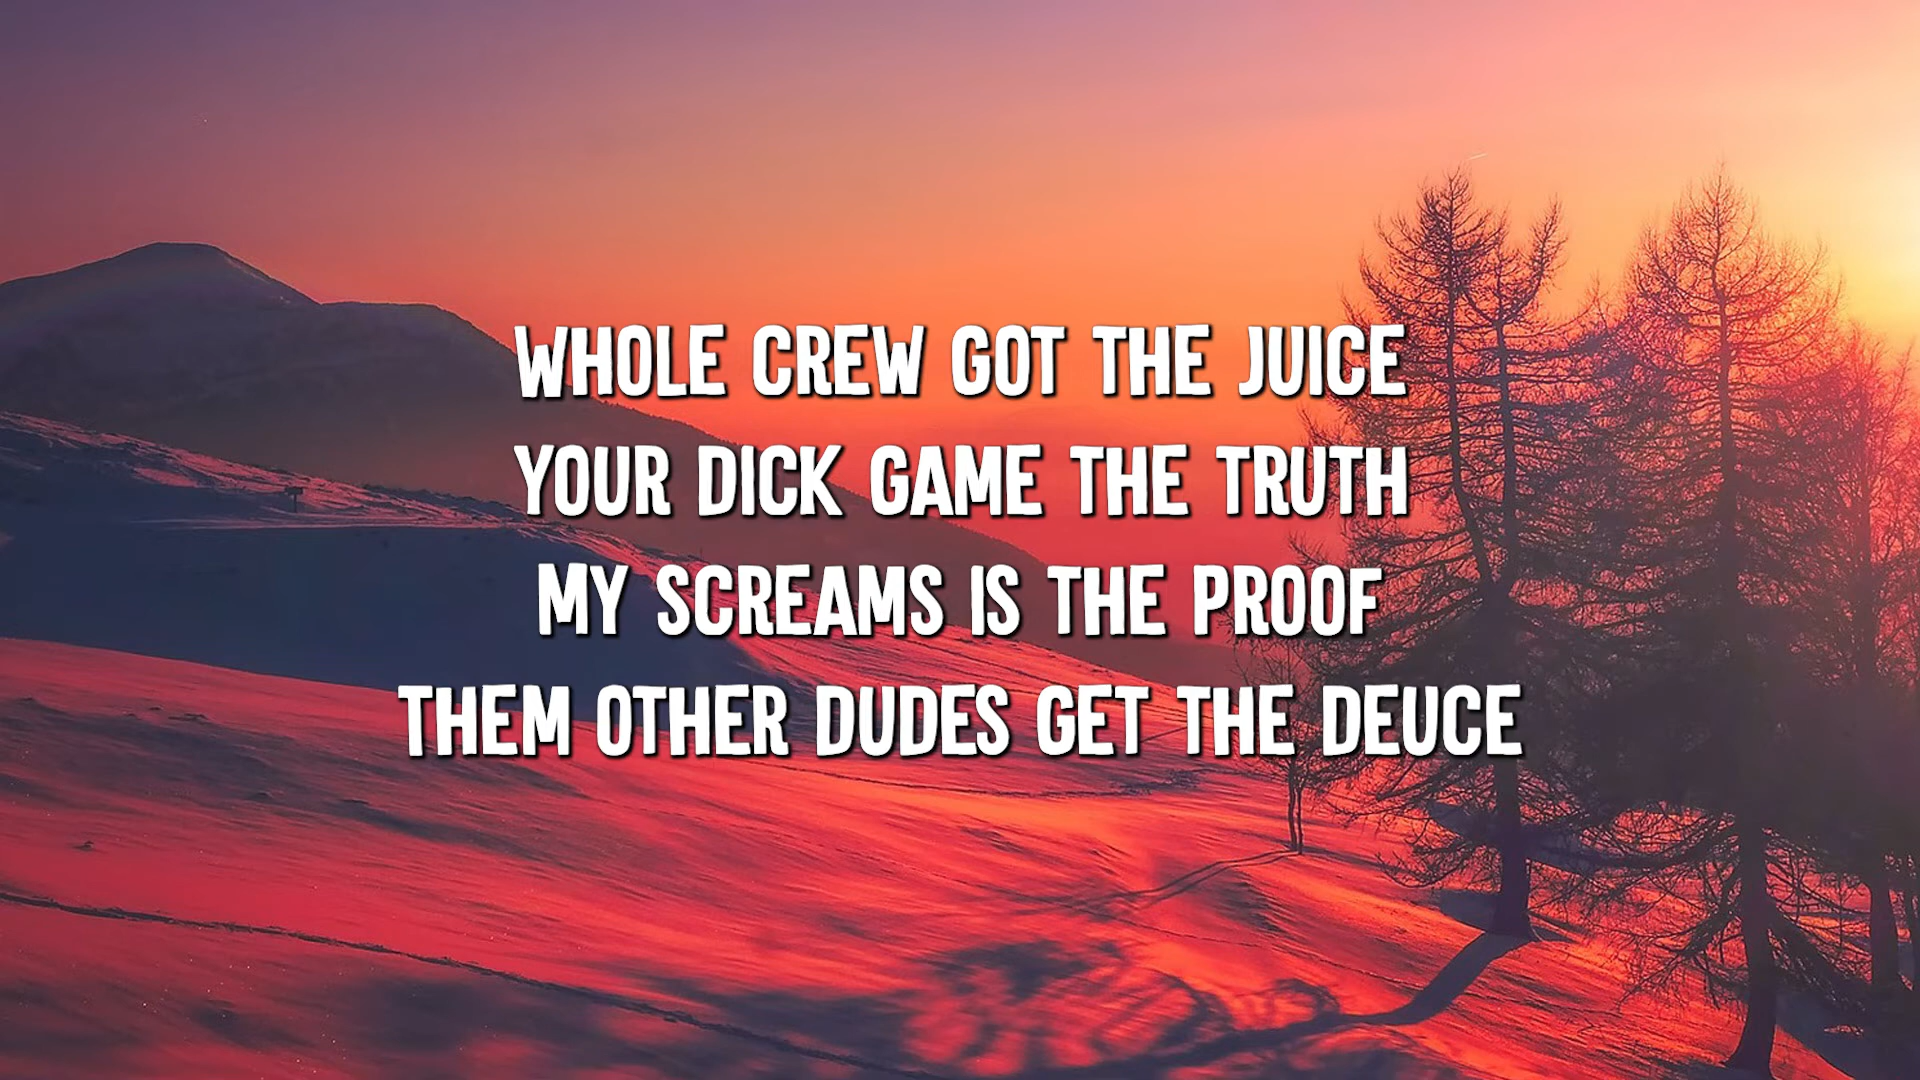 WHOLE CREW GOT THE JUICE
YOUR DICK GAME THE TRUTH
MY SCREAMS IS THE PROOF
THEM OTHER DUDES GET THE DEUCE